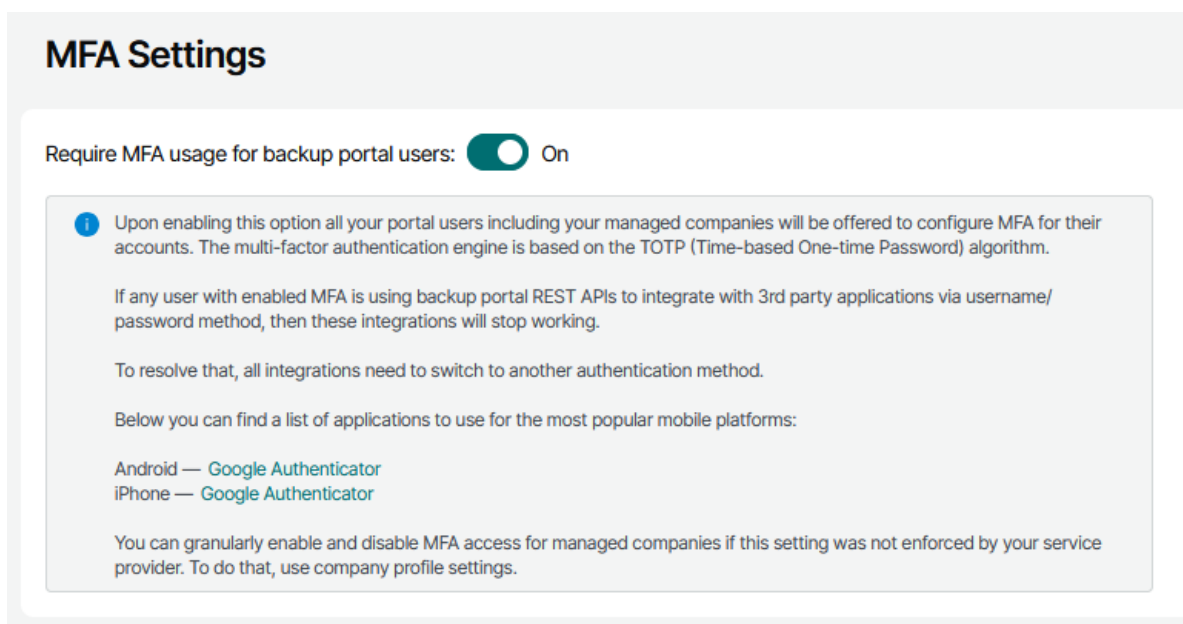 MFA Settings
Require MFA usage for backup portal users: On
i
Upon enabling this option all your portal users including your managed companies will be offered to configure MFA for their
accounts. The multi-factor authentication engine is based on the TOTP (Time-based One-time Password) algorithm.
If any user with enabled MFA is using backup portal REST APIs to integrate with 3rd party applications via username/
password method, then these integrations will stop working.
To resolve that, all integrations need to switch to another authentication method.
Below you can find a list of applications to use for the most popular mobile platforms:
Android — Google Authenticator
iPhone — Google Authenticator
You can granularly enable and disable MFA access for managed companies if this setting was not enforced by your service
provider. To do that, use company profile settings.